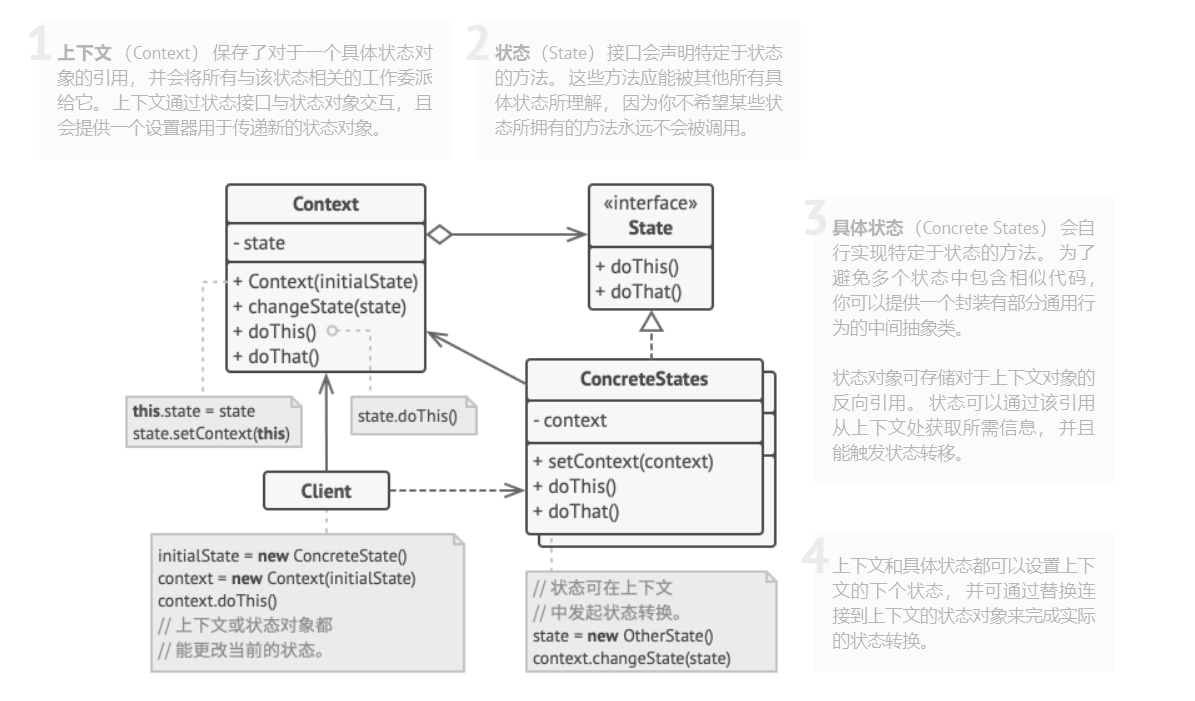 1
上下文（Context） 保存了对于一个具体状态对
象的引用， 并会将所有与该状态相关的工作委派
给它。 上下文通过状态接口与状态对象交互， 且
会提供一个设置器用于传递新的状态对象。
2
状态（State）接口会声明特定于状态
的方法。 这些方法应能被其他所有具
体状态所理解， 因为你不希望某些状
态所拥有的方法永远不会被调用。
Context
- state
+ Context(initialState)
+ changeState(state)
+ doThis()
+ doThat()
«interface»
State
+ doThis()
+ doThat()
3
具体状态（Concrete States） 会自
行实现特定于状态的方法。 为了
避免多个状态中包含相似代码，
你可以提供一个封装有部分通用行
为的中间抽象类。
状态对象可存储对于上下文对象的
反向引用。 状态可以通过该引用
从上下文处获取所需信息， 并且
能触发状态转移。
this.state = state
state.setContext(this)
state.doThis()
ConcreteStates
- context
+ setContext(context)
+ doThis()
+ doThat()
Client
initialState = new ConcreteState()
context = new Context(initialState)
context.doThis()
// 上下文或状态对象都
// 能更改当前的状态。
// 状态可在上下文
// 中发起状态转换。
state = new OtherState()
context.changeState(state)
4
上下文和具体状态都可以设置上下
文的下个状态， 并可通过替换连
接到上下文的状态对象来完成实际
的状态转换。